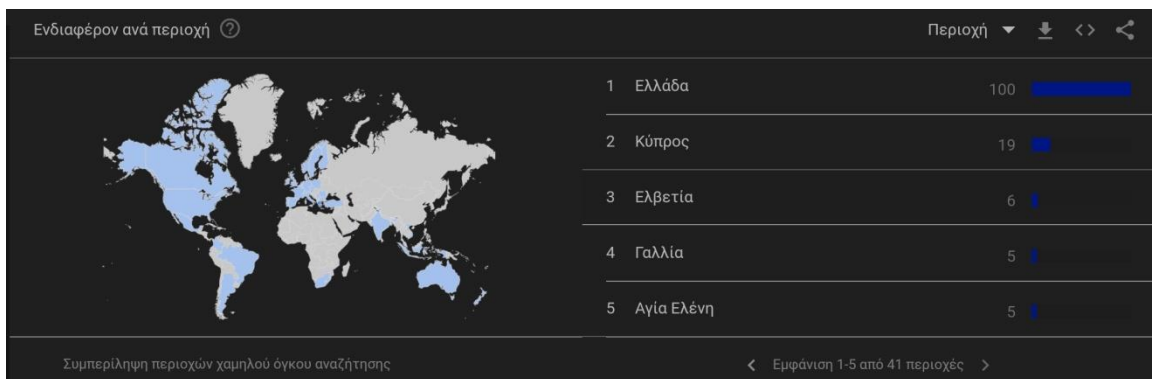 Ενδιαφέρον ανά περιοχή
Περιοχή
1 Ελλάδα 100
2 Κύπρος 19
3 Ελβετία 6
4 Γαλλία 5
5 Αγία Ελένη 5
Συμπερίληψη περιοχών χαμηλού όγκου αναζήτησης
Εμφάνιση 1-5 από 41 περιοχές